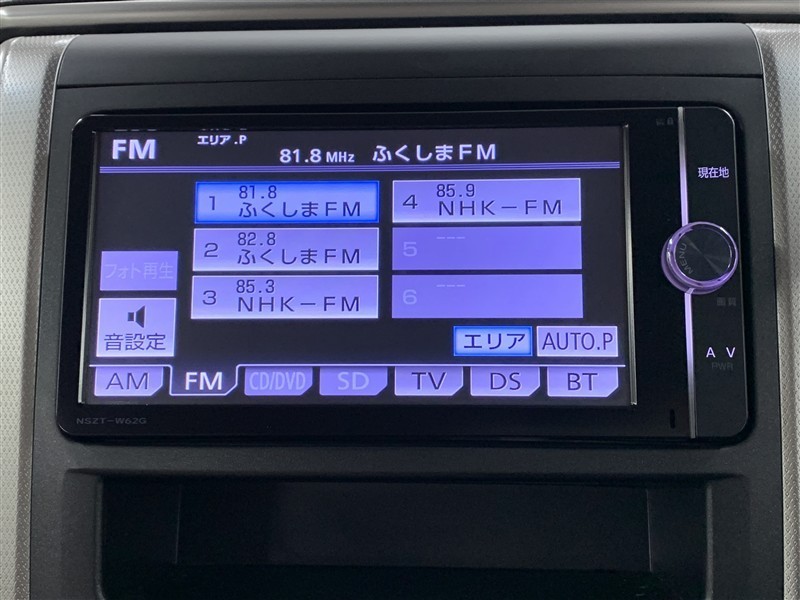 FM
エリア.P
81.8 MHz ふくしまFM
1 81.8 ふくしまFM
2 82.8 ふくしまFM
3 85.3 NHK-FM
4 85.9 NHK-FM
5 ---
6 ---
フォト再生
音設定
エリア
AUTO.P
AM FM CD/DVD SD TV DS BT
NSZT-W62G
現在地
画質
A V
PWR